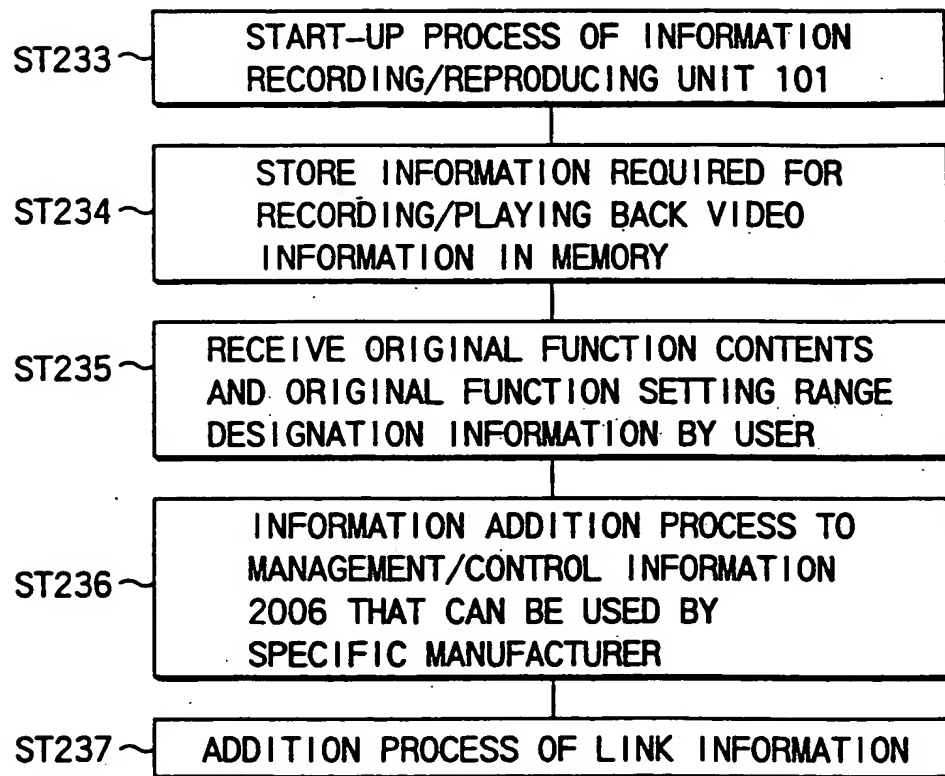 ST233
START-UP PROCESS OF INFORMATION
RECORDING/REPRODUCING UNIT 101
ST234
STORE INFORMATION REQUIRED FOR
RECORDING/PLAYING BACK VIDEO
INFORMATION IN MEMORY
ST235
RECEIVE ORIGINAL FUNCTION CONTENTS
AND ORIGINAL FUNCTION SETTING RANGE
DESIGNATION INFORMATION BY USER
ST236
INFORMATION ADDITION PROCESS TO
MANAGEMENT/CONTROL INFORMATION
2006 THAT CAN BE USED BY
SPECIFIC MANUFACTURER
ST237
ADDITION PROCESS OF LINK INFORMATION